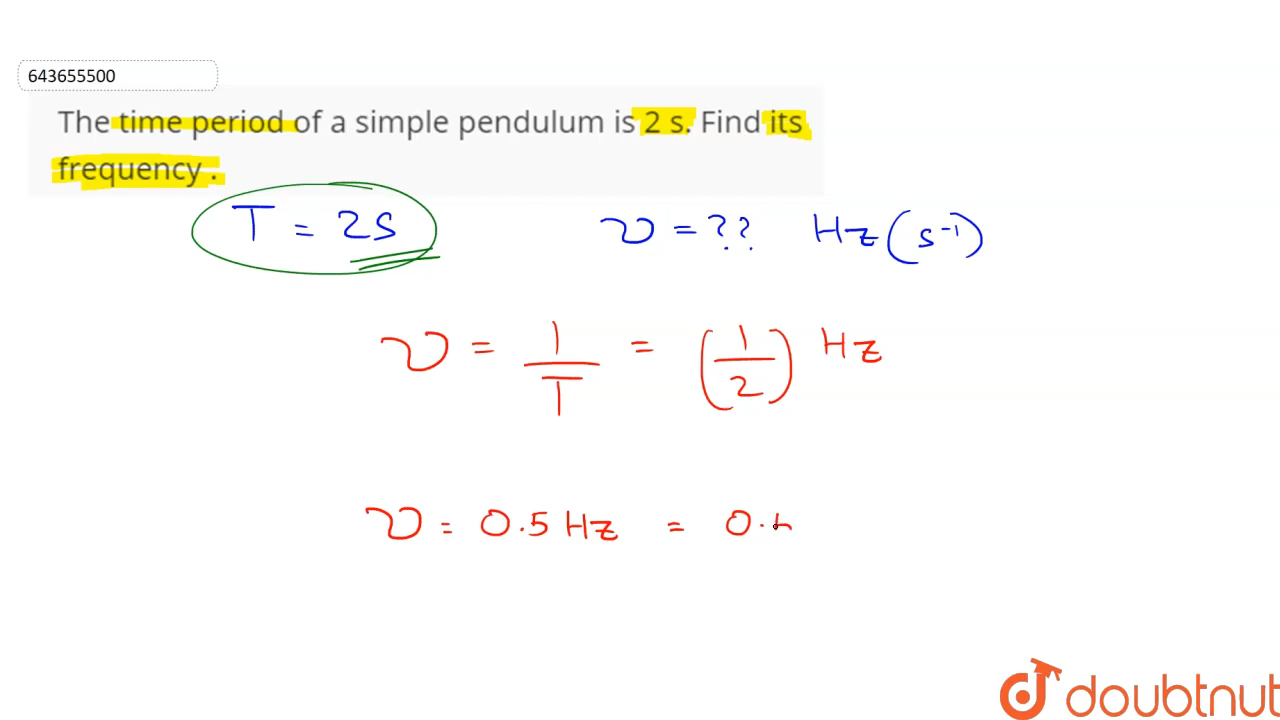 643655500
The time period of a simple pendulum is 2 s. Find its
frequency .
T = 2s ν = ?? Hz (s⁻¹)
ν = 1/T = (1/2) Hz
ν = 0.5 Hz = 0.
doubtnut